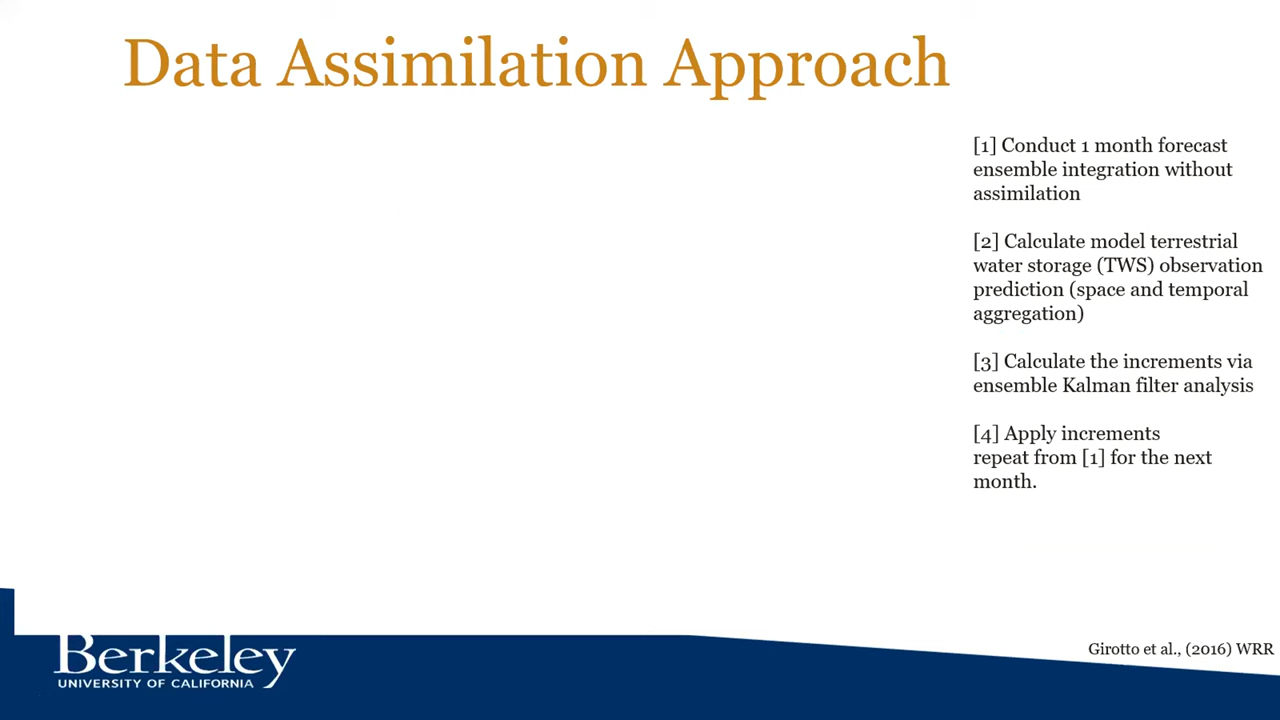 Data Assimilation Approach
[1] Conduct 1 month forecast
ensemble integration without
assimilation
[2] Calculate model terrestrial
water storage (TWS) observation
prediction (space and temporal
aggregation)
[3] Calculate the increments via
ensemble Kalman filter analysis
[4] Apply increments
repeat from [1] for the next
month.
Girotto et al., (2016) WRR
Berkeley
UNIVERSITY OF CALIFORNIA